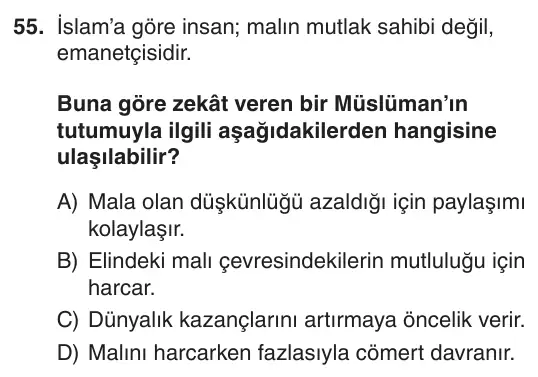 55. İslam’a göre insan; malın mutlak sahibi değil,
emanetçisidir.
Buna göre zekât veren bir Müslüman’ın
tutumuyla ilgili aşağıdakilerden hangisine
ulaşılabilir?
A) Mala olan düşkünlüğü azaldığı için paylaşımı
kolaylaşır.
B) Elindeki malı çevresindekilerin mutluluğu için
harcar.
C) Dünyalık kazançlarını artırmaya öncelik verir.
D) Malını harcarken fazlasıyla cömert davranır.